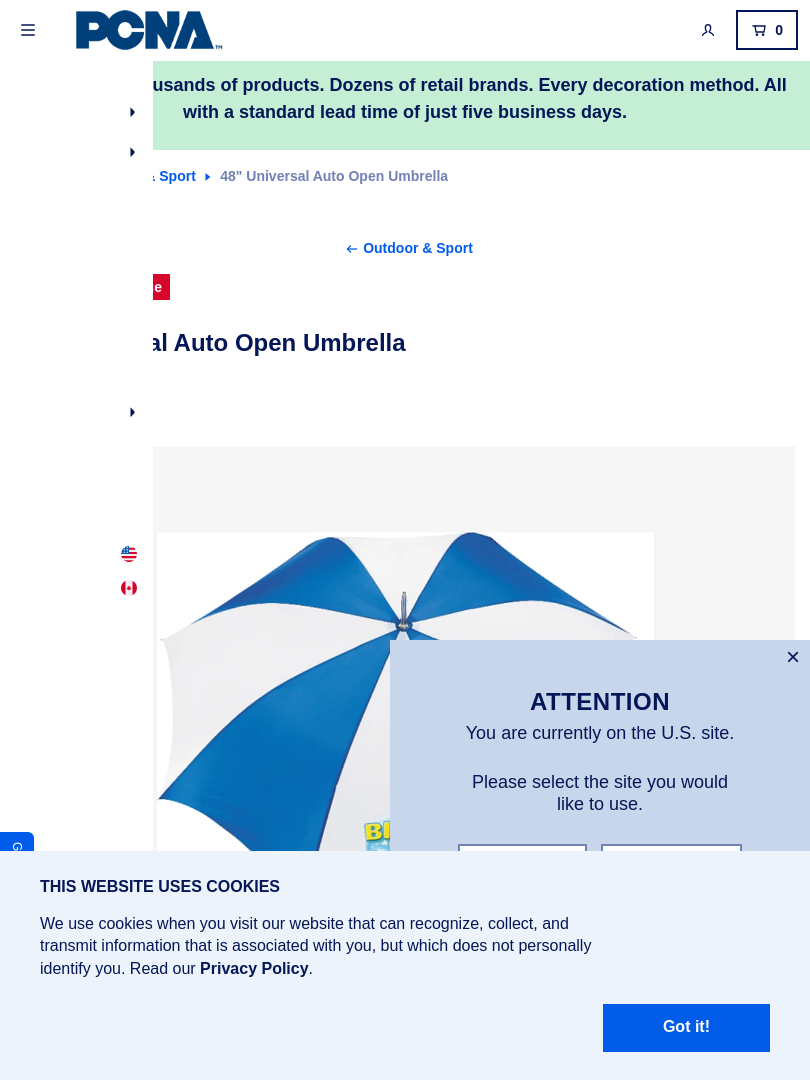 PCNA™
0
usands of products. Dozens of retail brands. Every decoration method. All
with a standard lead time of just five business days.
& Sport
48" Universal Auto Open Umbrella
Outdoor & Sport
al Auto Open Umbrella
ATTENTION
You are currently on the U.S. site.
Please select the site you would
like to use.
G
THIS WEBSITE USES COOKIES
We use cookies when you visit our website that can recognize, collect, and
transmit information that is associated with you, but which does not personally
identify you. Read our Privacy Policy.
Got it!